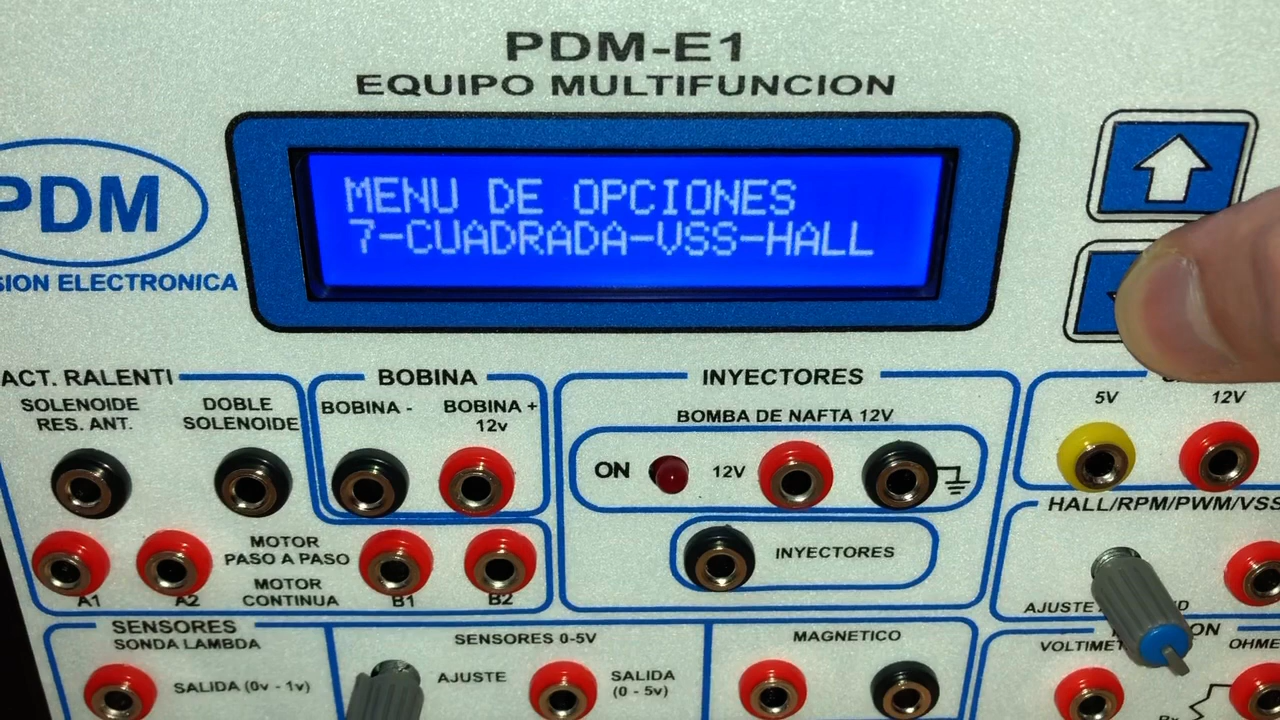 PDM-E1
EQUIPO MULTIFUNCION
MENU DE OPCIONES
7-CUADRADA-VSS-HALL
PDM
SION ELECTRONICA
ACT. RALENTI
SOLENOIDE
RES. ANT.
DOBLE
SOLENOIDE
BOBINA
BOBINA -
BOBINA +
12v
INYECTORES
BOMBA DE NAFTA 12V
ON
12V
INYECTORES
5V
12V
HALL/RPM/PWM/VSS
AJUSTE
MOTOR
PASO A PASO
MOTOR
CONTINUA
A1
A2
B1
B2
SENSORES
SONDA LAMBDA
SALIDA (0v - 1v)
SENSORES 0-5V
AJUSTE
SALIDA
(0 - 5v)
MAGNETICO
ON
VOLTIMET
OHME
Rx